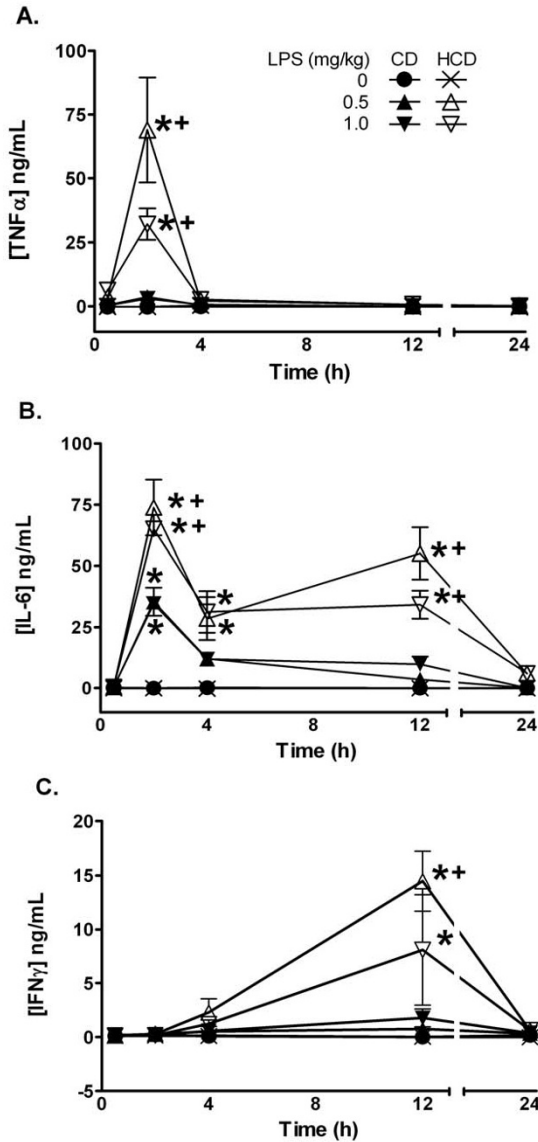 A.
LPS (mg/kg) CD HCD
0
0.5
1.0
100
75
50
25
0
[TNFα] ng/mL
*+
*+
0 4 8 12 24
Time (h)
B.
100
75
50
25
0
[IL-6] ng/mL
*+
*+
*
*
*
*
*+
*+
0 4 8 12 24
Time (h)
C.
20
15
10
5
0
-5
[IFNγ] ng/mL
*+
*
0 4 8 12 24
Time (h)